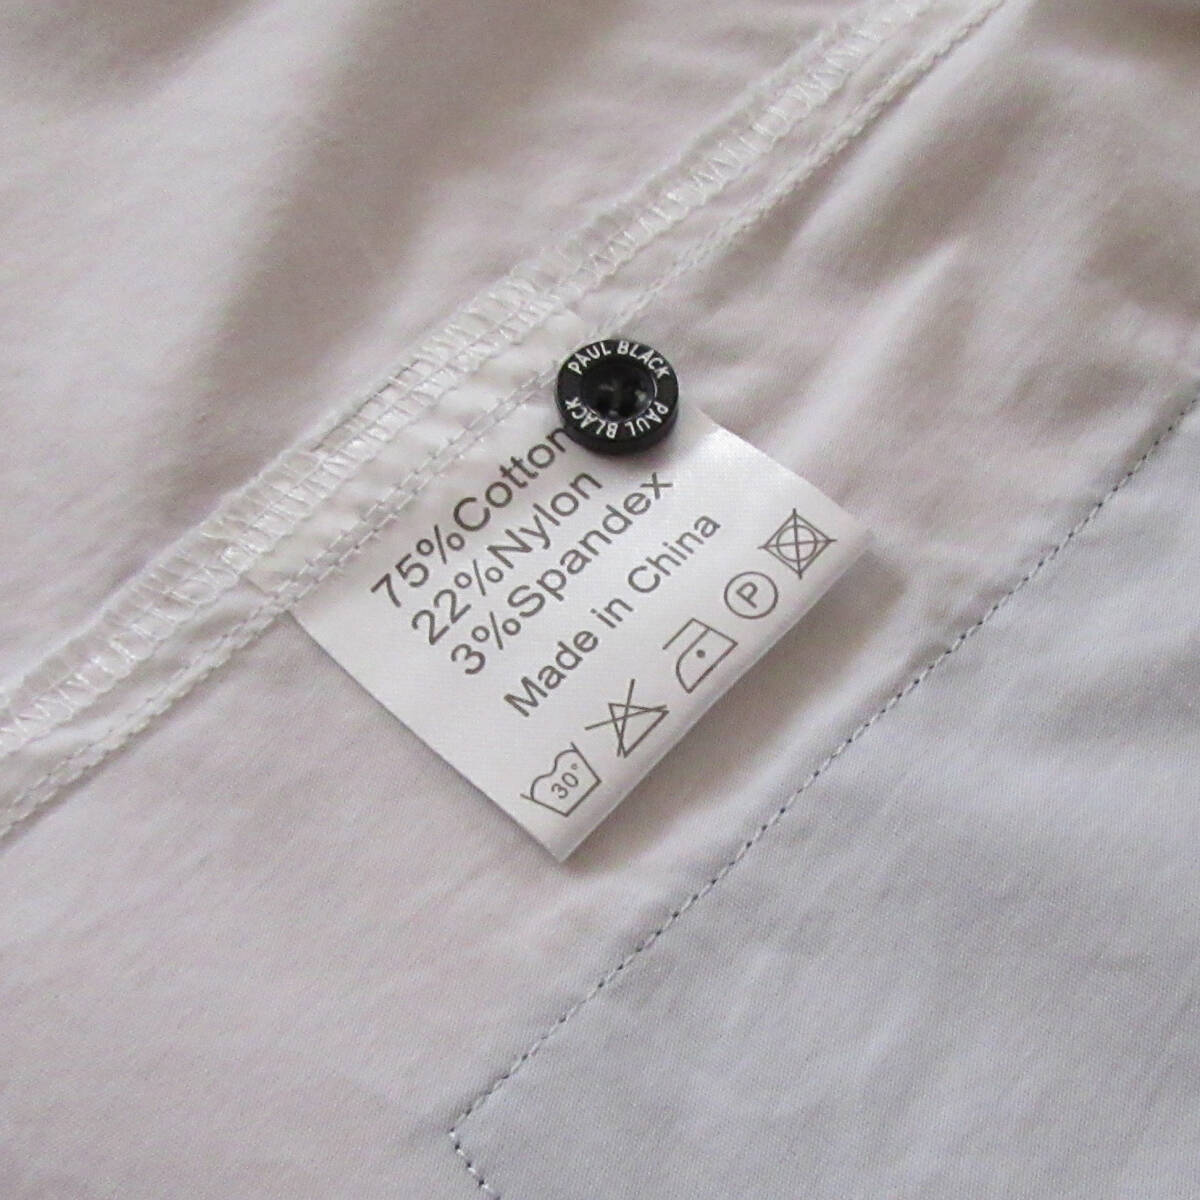 PAUL BLACK
PAUL BLACK
75%Cotton
22%Nylon
3%Spandex
Made in China
30°
P